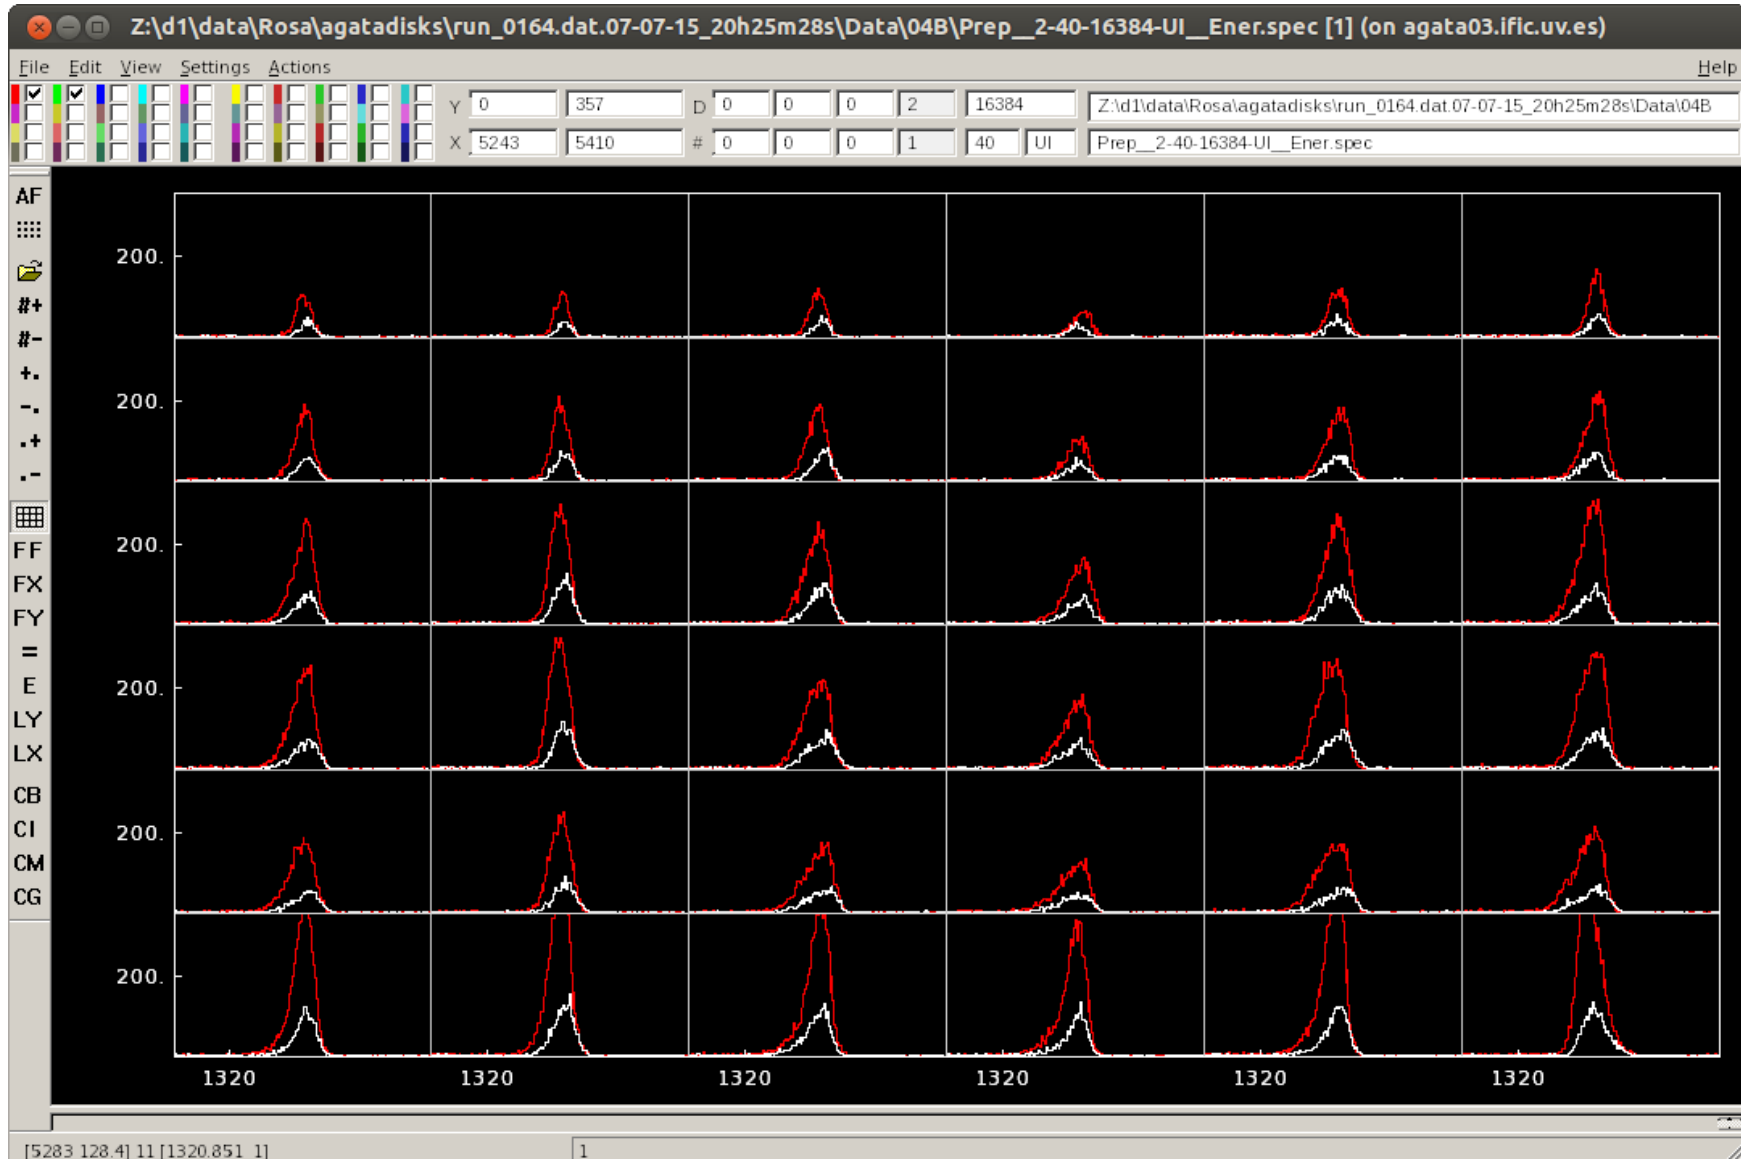 Z:\d1\data\Rosa\agatadisks\run_0164.dat.07-07-15_20h25m28s\Data\04B\Prep__2-40-16384-UI__Ener.spec [1] (on agata03.ific.uv.es)
File Edit View Settings Actions Help
Y 0 357 D 0 0 0 2 16384 Z:\d1\data\Rosa\agatadisks\run_0164.dat.07-07-15_20h25m28s\Data\04B
X 5243 5410 # 0 0 0 1 40 UI Prep__2-40-16384-UI__Ener.spec
AF
#+
#-
+.
-.
.+
.-
FF
FX
FY
=
E
LY
LX
CB
CI
CM
CG
200.
200.
200.
200.
200.
200.
1320 1320 1320 1320 1320 1320
[5283 128.4] 11 [1320.851 1] 1